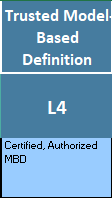 Trusted Model-
Based
Definition
L4
Certified, Authorized
MBD